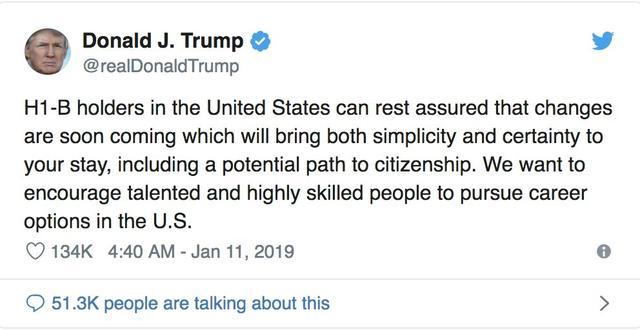 Donald J. Trump
@realDonaldTrump
H1-B holders in the United States can rest assured that changes
are soon coming which will bring both simplicity and certainty to
your stay, including a potential path to citizenship. We want to
encourage talented and highly skilled people to pursue career
options in the U.S.
134K 4:40 AM - Jan 11, 2019
51.3K people are talking about this